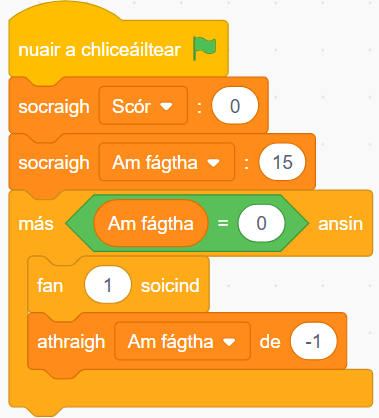 nuair a chliceáiltear
socraigh Scór : 0
socraigh Am fágtha : 15
más Am fágtha = 0 ansin
fan 1 soicind
athraigh Am fágtha de -1